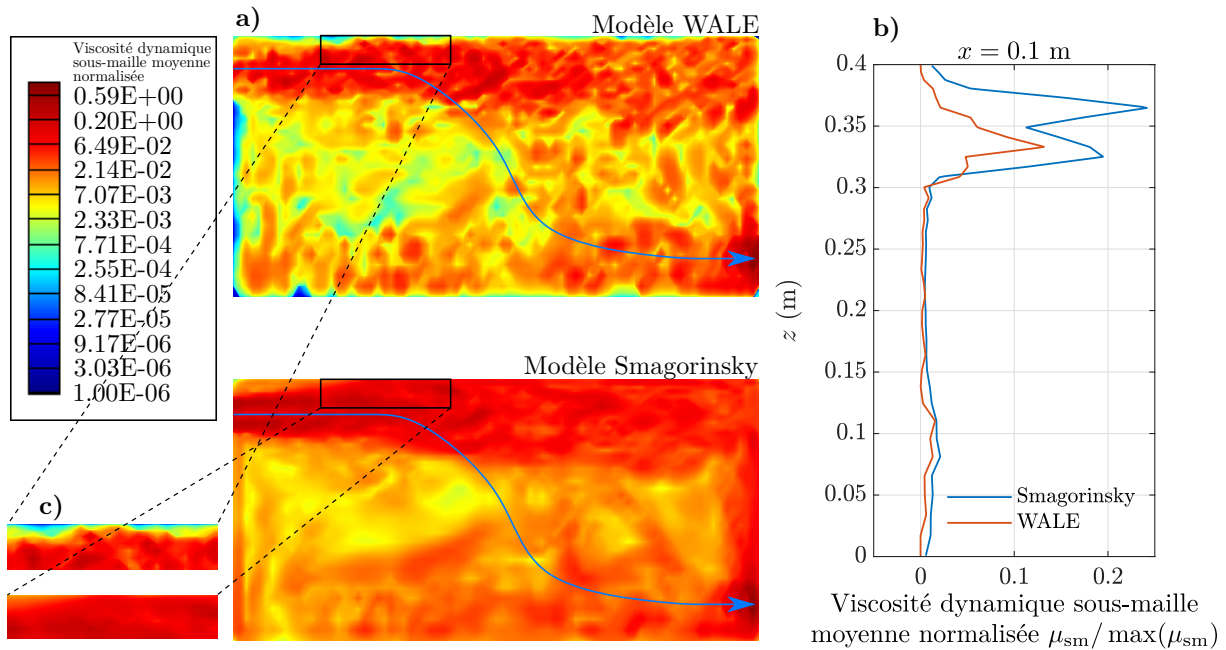 a)
Modèle WALE
Viscosité dynamique
sous-maille moyenne
normalisée
0.59E+00
0.20E+00
6.49E-02
2.14E-02
7.07E-03
2.33E-03
7.71E-04
2.55E-04
8.41E-05
2.77E-05
9.17E-06
3.03E-06
1.00E-06
Modèle Smagorinsky
c)
b)
x = 0.1 m
0.4
0.35
0.3
0.25
0.2
0.15
0.1
0.05
0
z (m)
Smagorinsky
WALE
0 0.1 0.2
Viscosité dynamique sous-maille
moyenne normalisée μsm/ max(μsm)